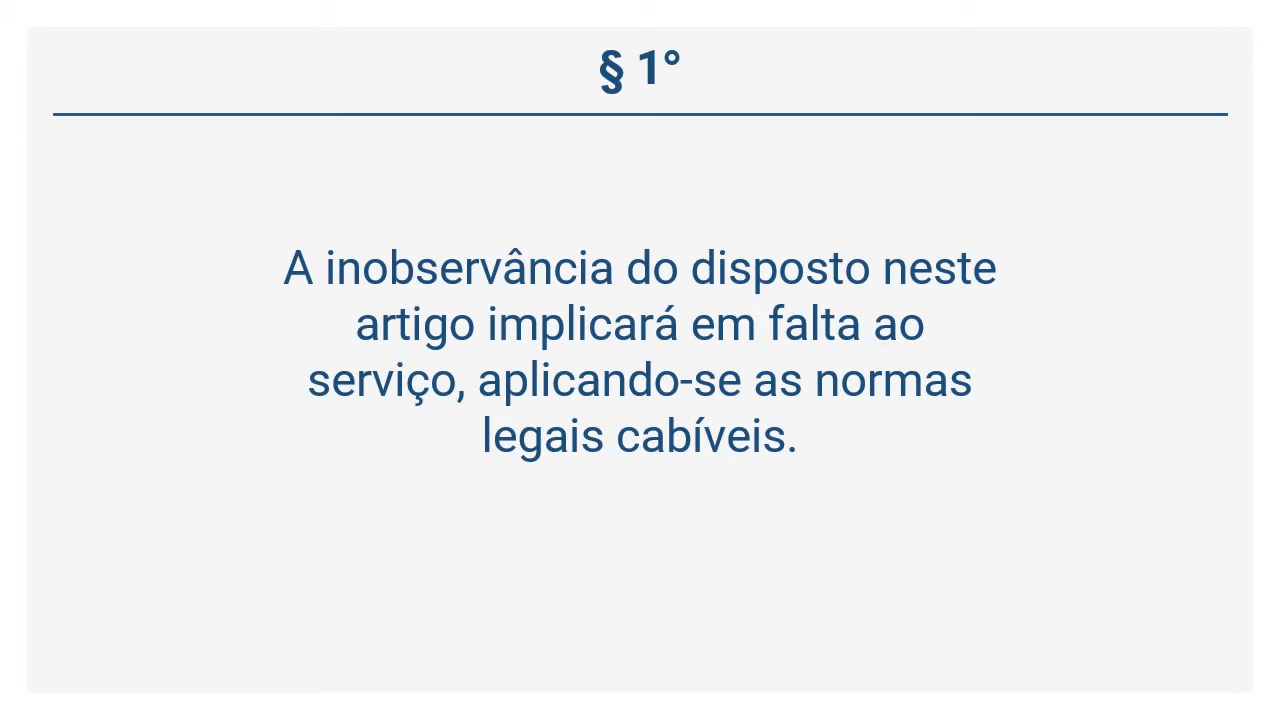 § 1°
A inobservância do disposto neste
artigo implicará em falta ao
serviço, aplicando-se as normas
legais cabíveis.